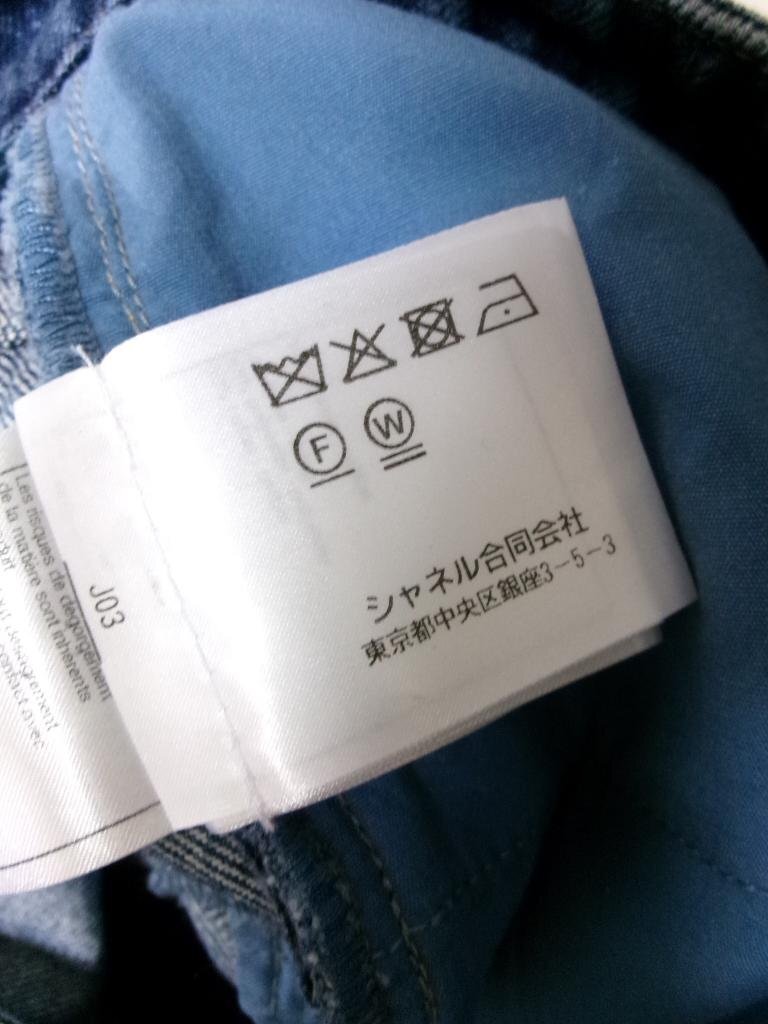 F W
シャネル合同会社
東京都中央区銀座3-5-3
J03
Les risques de dégorgement
de la matière sont inhérents